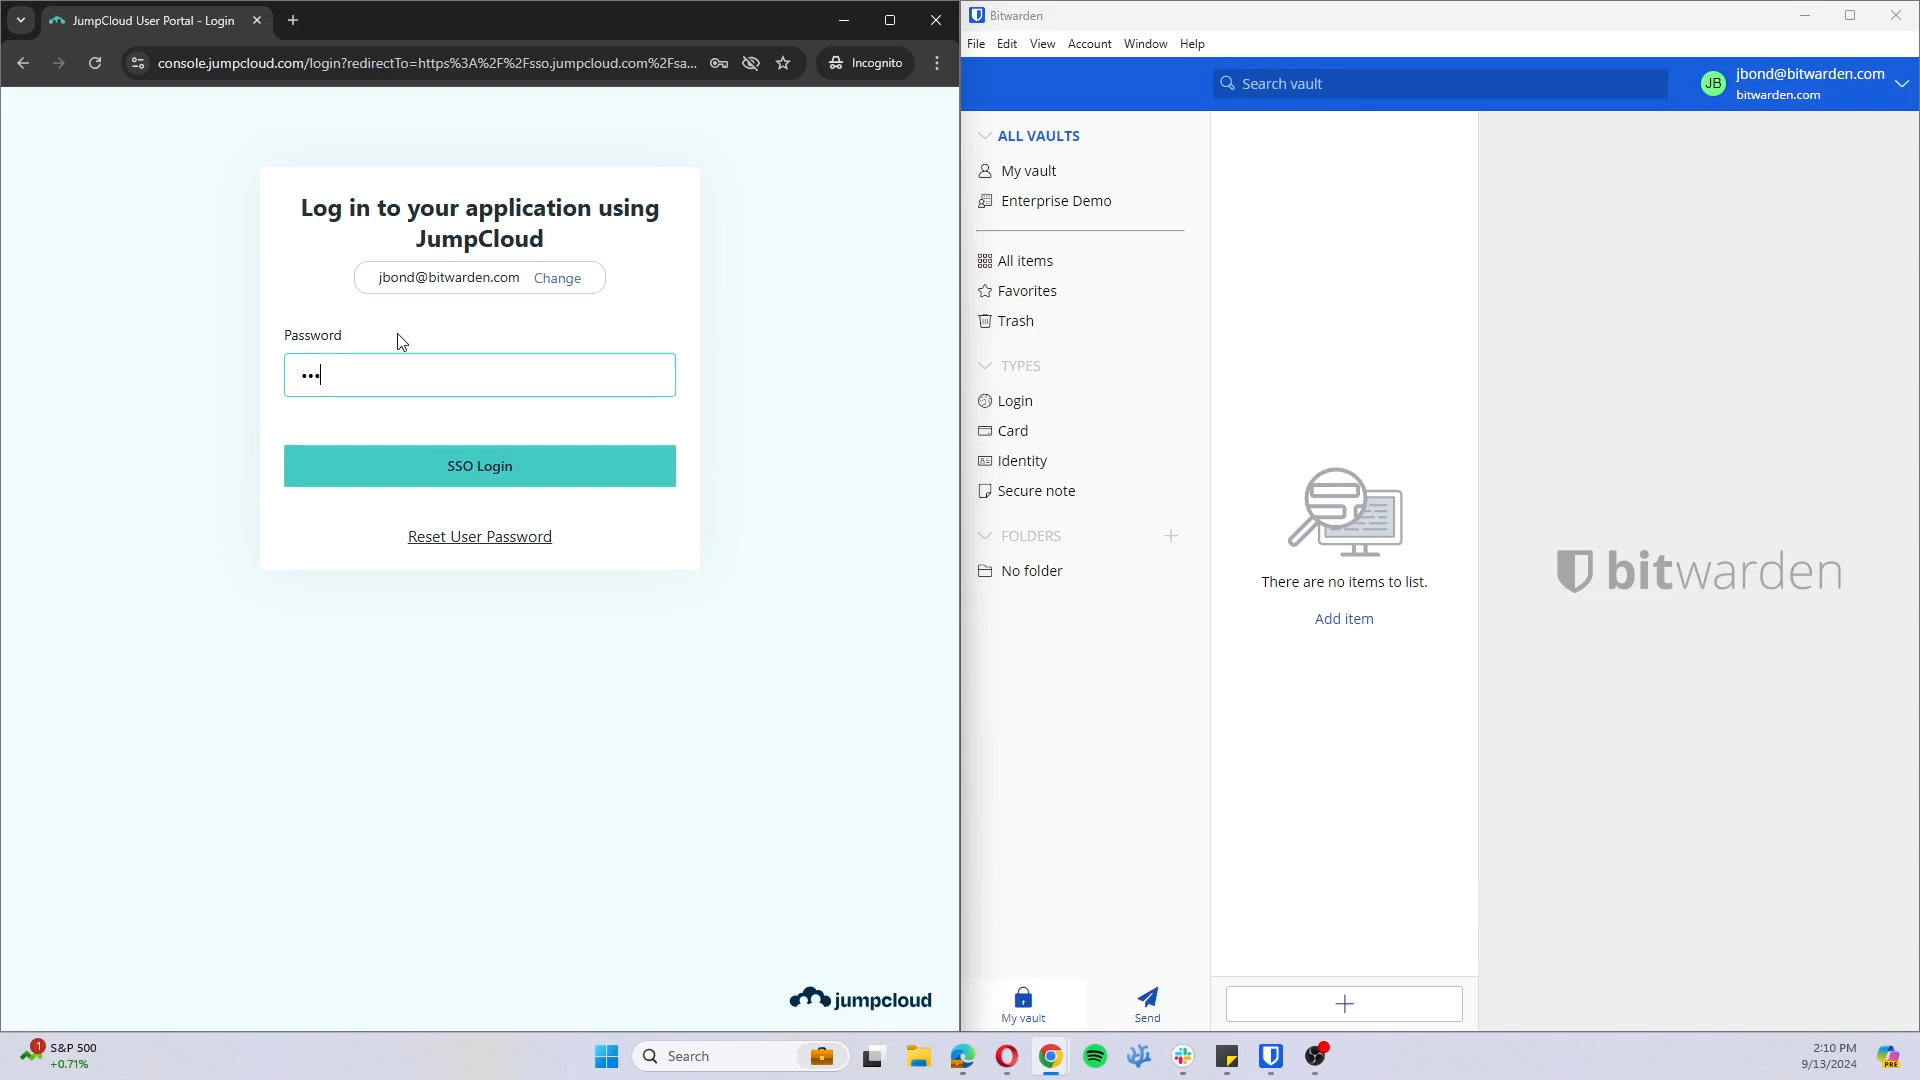 JumpCloud User Portal - Login
console.jumpcloud.com/login?redirectTo=https%3A%2F%2Fsso.jumpcloud.com%2Fsa...
Incognito
Log in to your application using
JumpCloud
jbond@bitwarden.com Change
Password
•••
SSO Login
Reset User Password
jumpcloud
Bitwarden
File Edit View Account Window Help
Search vault
JB
jbond@bitwarden.com
bitwarden.com
ALL VAULTS
My vault
Enterprise Demo
All items
Favorites
Trash
TYPES
Login
Card
Identity
Secure note
FOLDERS
No folder
There are no items to list.
Add item
bitwarden
My vault
Send
1
S&P 500
+0.71%
Search
2:10 PM
9/13/2024
PRE